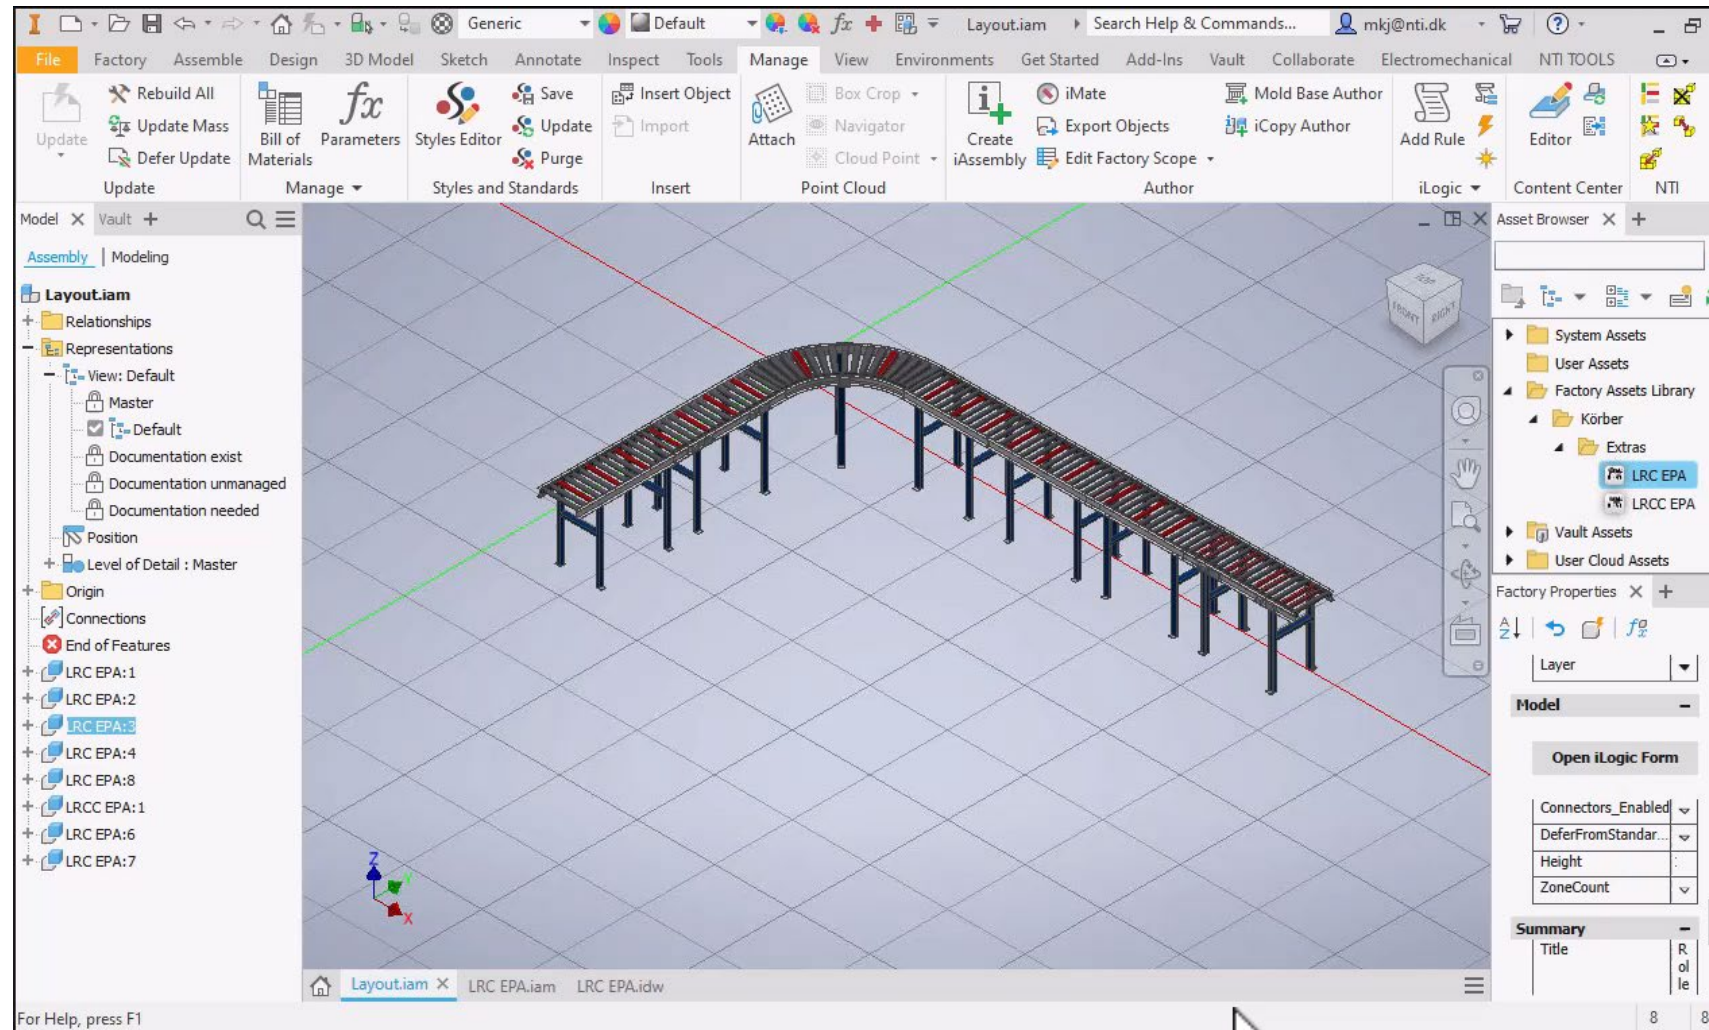 Generic
Default
fx
Layout.iam
Search Help & Commands...
mkj@nti.dk
File Factory Assemble Design 3D Model Sketch Annotate Inspect Tools Manage View Environments Get Started Add-Ins Vault Collaborate Electromechanical NTI TOOLS
Update
Rebuild All
Update Mass
Defer Update
Update
Bill of
Materials
fx
Parameters
Manage
Styles Editor
Save
Update
Purge
Styles and Standards
Insert Object
Import
Insert
Attach
Box Crop
Navigator
Cloud Point
Point Cloud
Create
iAssembly
iMate
Export Objects
Edit Factory Scope
Mold Base Author
iCopy Author
Author
Add Rule
iLogic
Editor
Content Center
NTI
Model Vault
Assembly Modeling
Layout.iam
Relationships
Representations
View: Default
Master
Default
Documentation exist
Documentation unmanaged
Documentation needed
Position
Level of Detail : Master
Origin
Connections
End of Features
LRC EPA:1
LRC EPA:2
LRC EPA:3
LRC EPA:4
LRC EPA:8
LRCC EPA:1
LRC EPA:6
LRC EPA:7
TOP
FRONT
RIGHT
Z
Y
X
Asset Browser
System Assets
User Assets
Factory Assets Library
Körber
Extras
LRC EPA
LRCC EPA
Vault Assets
User Cloud Assets
Factory Properties
Layer
Model
Open iLogic Form
Connectors_Enabled
DeferFromStandar...
Height
ZoneCount
Summary
Title
R
ol
le
Layout.iam LRC EPA.iam LRC EPA.idw
For Help, press F1
8 8